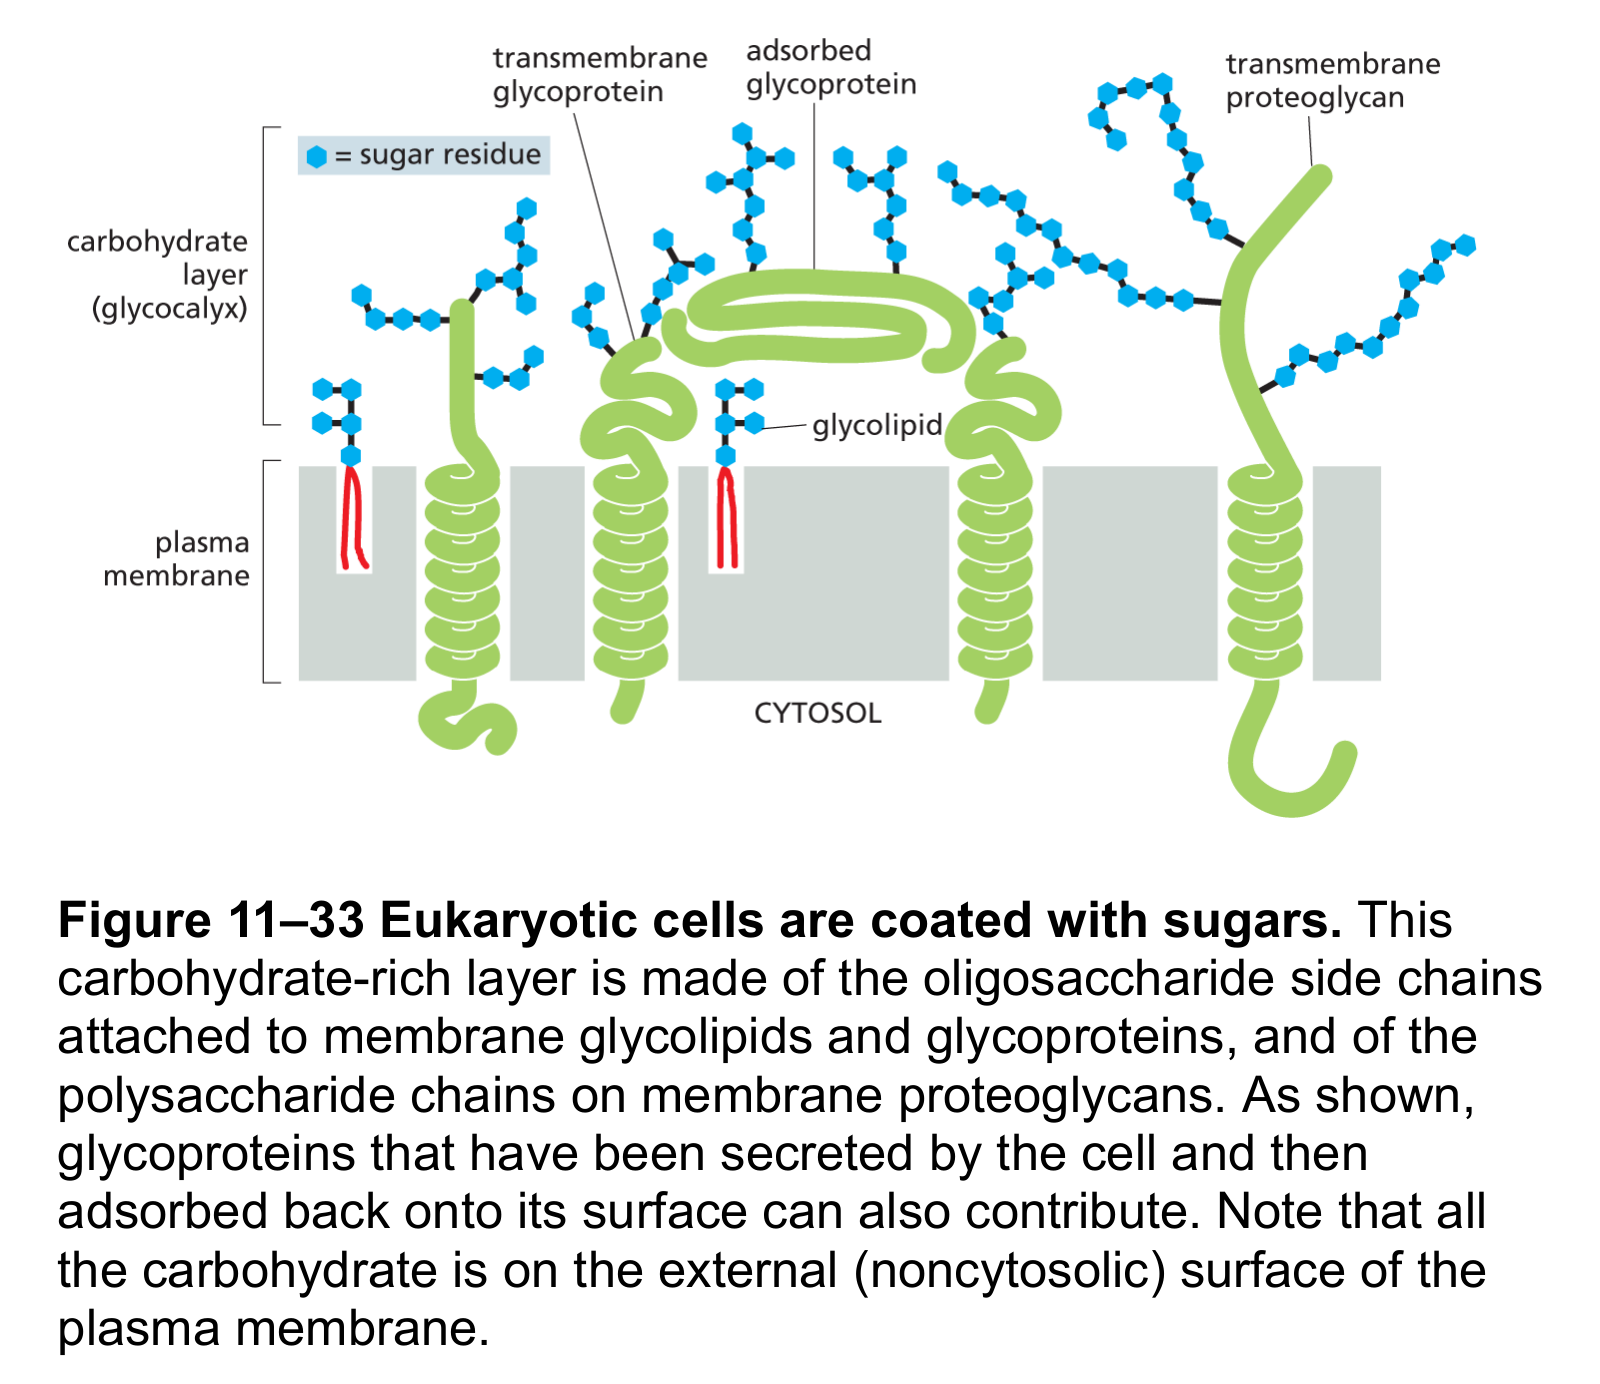 transmembrane
glycoprotein
adsorbed
glycoprotein
transmembrane
proteoglycan
= sugar residue
carbohydrate
layer
(glycocalyx)
glycolipid
plasma
membrane
CYTOSOL
Figure 11–33 Eukaryotic cells are coated with sugars. This
carbohydrate-rich layer is made of the oligosaccharide side chains
attached to membrane glycolipids and glycoproteins, and of the
polysaccharide chains on membrane proteoglycans. As shown,
glycoproteins that have been secreted by the cell and then
adsorbed back onto its surface can also contribute. Note that all
the carbohydrate is on the external (noncytosolic) surface of the
plasma membrane.